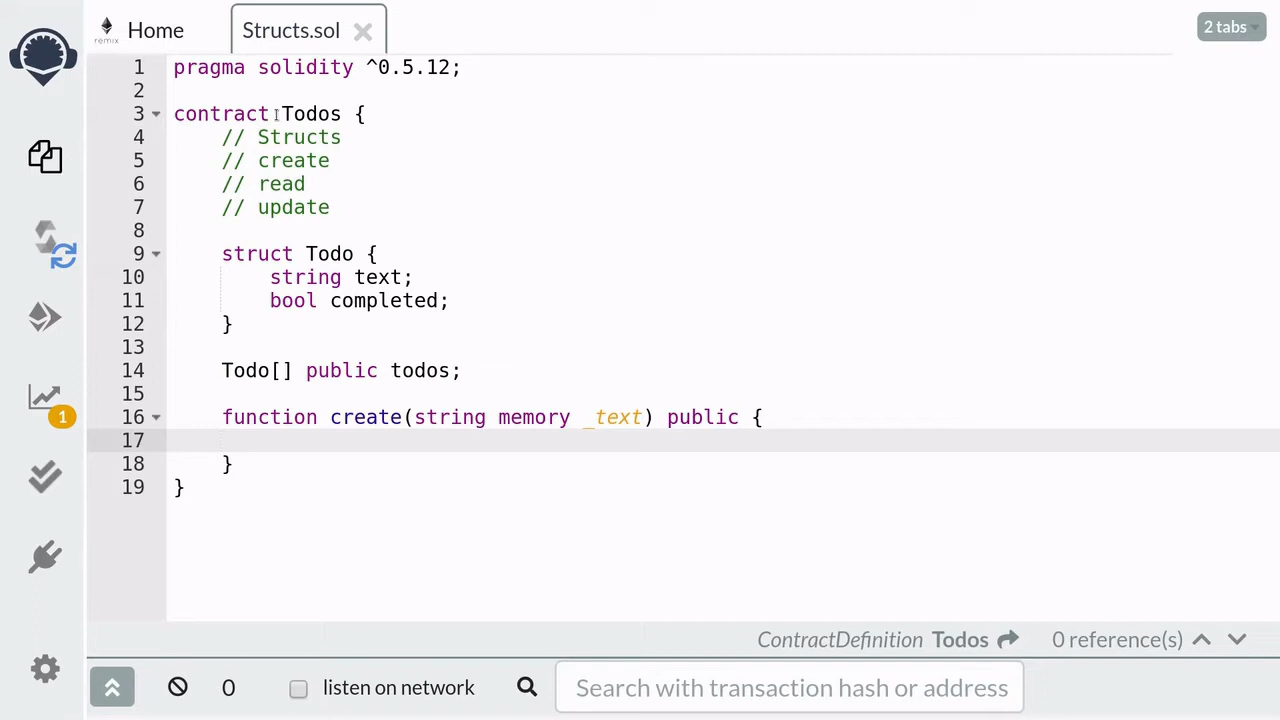 Home
remix
Structs.sol
2 tabs
1 pragma solidity ^0.5.12;
2
3 contract Todos {
4     // Structs
5     // create
6     // read
7     // update
8
9     struct Todo {
10         string text;
11         bool completed;
12     }
13
14     Todo[] public todos;
15
16     function create(string memory _text) public {
17
18     }
19 }
1
ContractDefinition Todos 0 reference(s)
0 listen on network Search with transaction hash or address